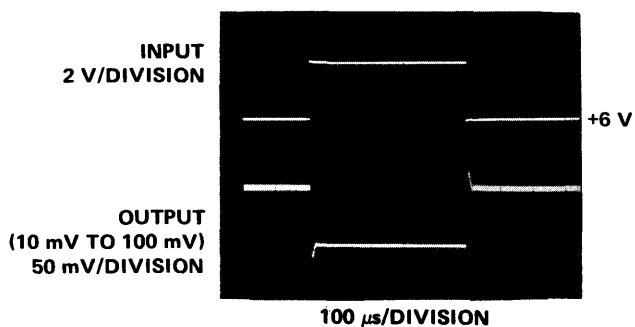 INPUT
2 V/DIVISION
+6 V
OUTPUT
(10 mV TO 100 mV)
50 mV/DIVISION
100 μs/DIVISION